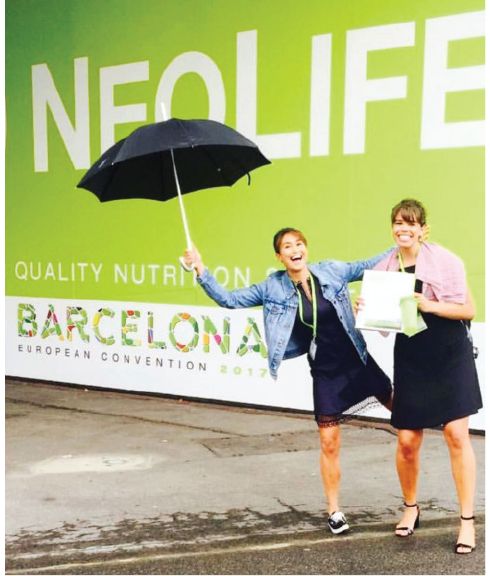 NEOLIFE
QUALITY NUTRITION
BARCELONA
EUROPEAN CONVENTION 2017